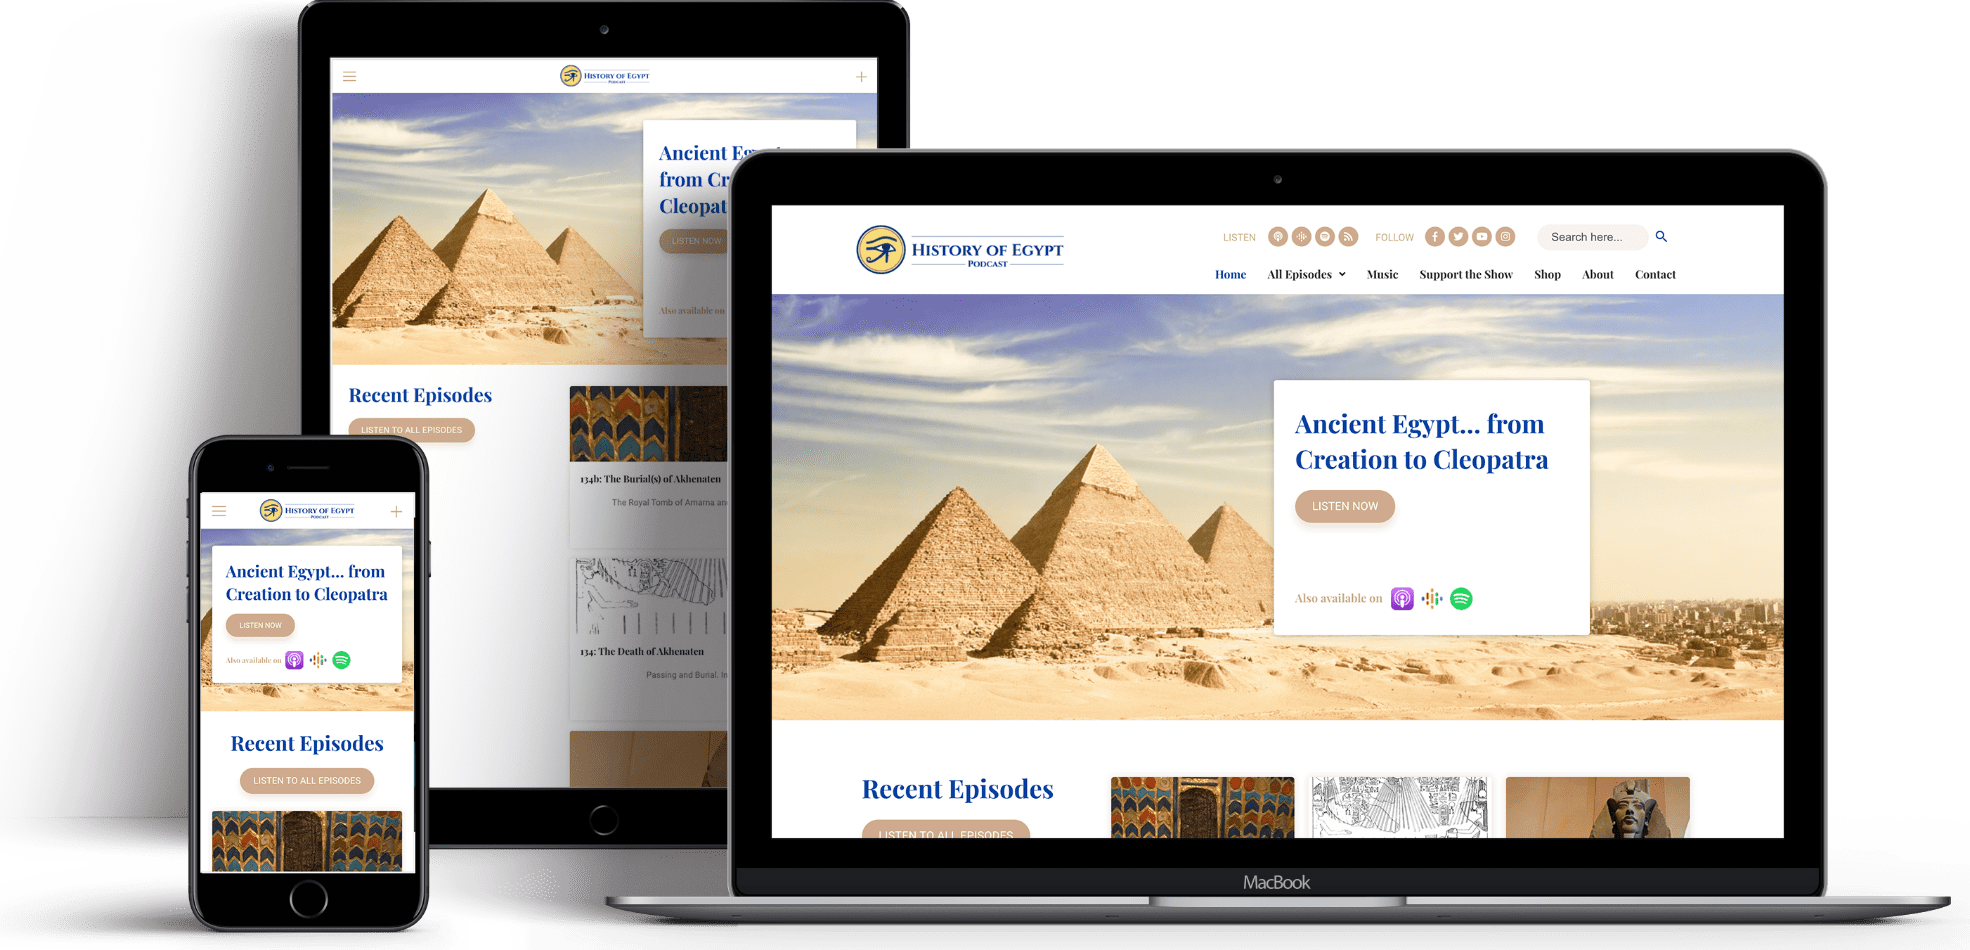 HISTORY OF EGYPT
PODCAST
Ancient Eg
from Cr
Cleopat
LISTEN NOW
Also available on
Recent Episodes
LISTEN TO ALL EPISODES
134b: The Burial(s) of Akhenaten
The Royal Tomb of Amarna an
134: The Death of Akhenaten
Passing and Burial. In
HISTORY OF EGYPT
PODCAST
Ancient Egypt... from
Creation to Cleopatra
LISTEN NOW
Also available on
Recent Episodes
LISTEN TO ALL EPISODES
HISTORY OF EGYPT
PODCAST
LISTEN
FOLLOW
Search here...
Home All Episodes Music Support the Show Shop About Contact
Ancient Egypt... from
Creation to Cleopatra
LISTEN NOW
Also available on
Recent Episodes
LISTEN TO ALL EPISODES
MacBook